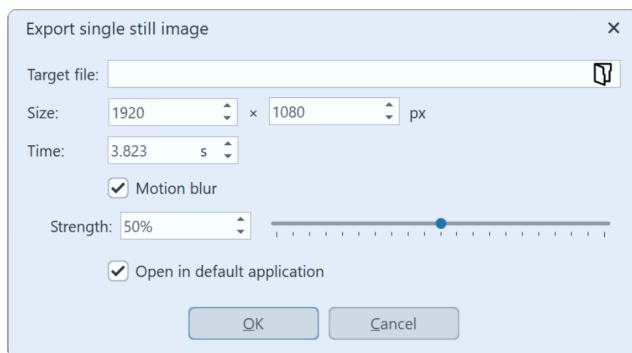 Export single still image
Target file:
Size: 1920 × 1080 px
Time: 3.823 s
Motion blur
Strength: 50%
Open in default application
OK Cancel